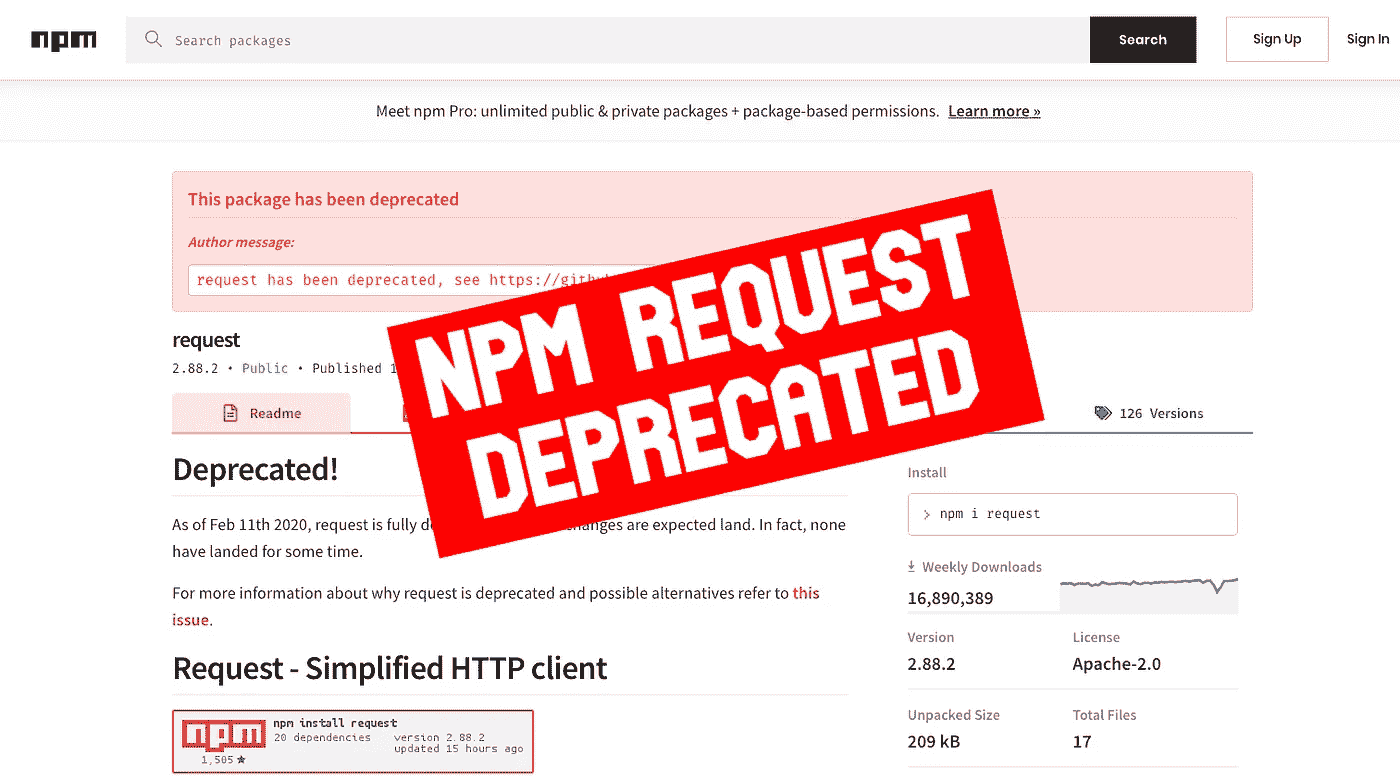 npm
Search packages
Search
Sign Up
Sign In
Meet npm Pro: unlimited public & private packages + package-based permissions. Learn more »
This package has been deprecated
Author message:
request has been deprecated, see https://
NPM REQUEST
DEPRECATED
request
2.88.2 • Public • Published
Readme
126 Versions
Deprecated!
As of Feb 11th 2020, request is fully are expected land. In fact, none
have landed for some time.
For more information about why request is deprecated and possible alternatives refer to this
issue.
Request - Simplified HTTP client
npm
npm install request
20 dependencies version 2.88.2
updated 15 hours ago
1,505 ★
Install
> npm i request
Weekly Downloads
16,890,389
Version License
2.88.2 Apache-2.0
Unpacked Size Total Files
209 kB 17